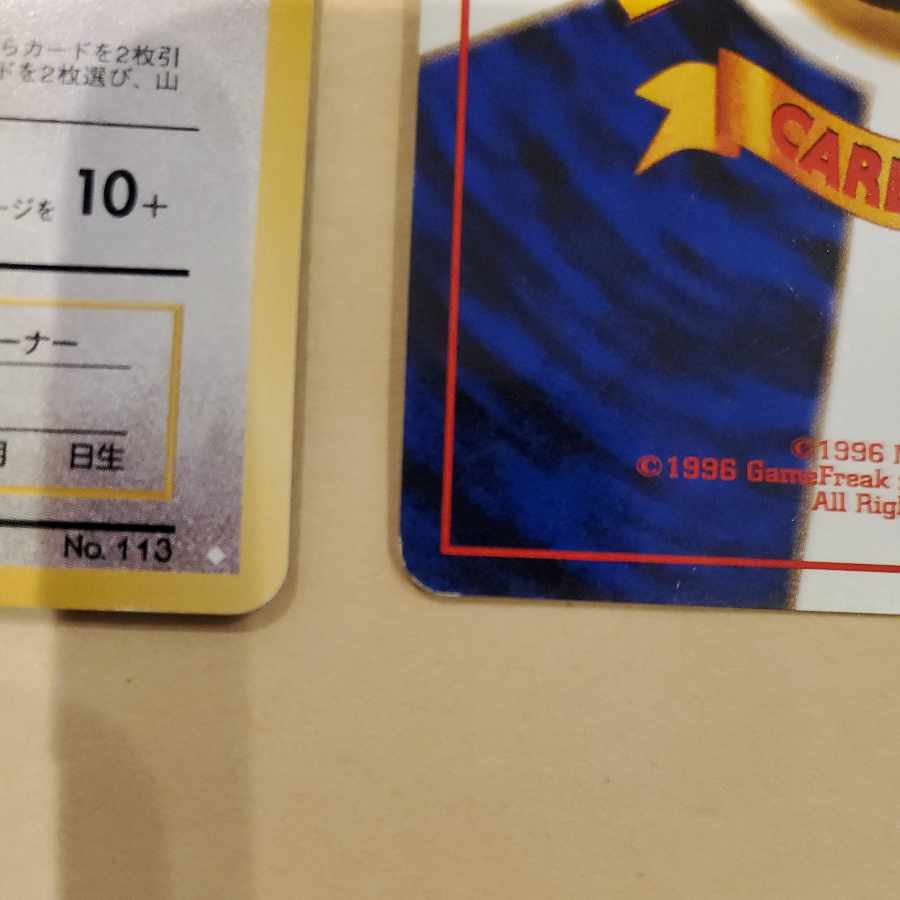 らカードを2枚引
ドを2枚選び、山
ージを 10+
ーナー
日生
No. 113
CAR
©1996
©1996 GameFreak
All Rig